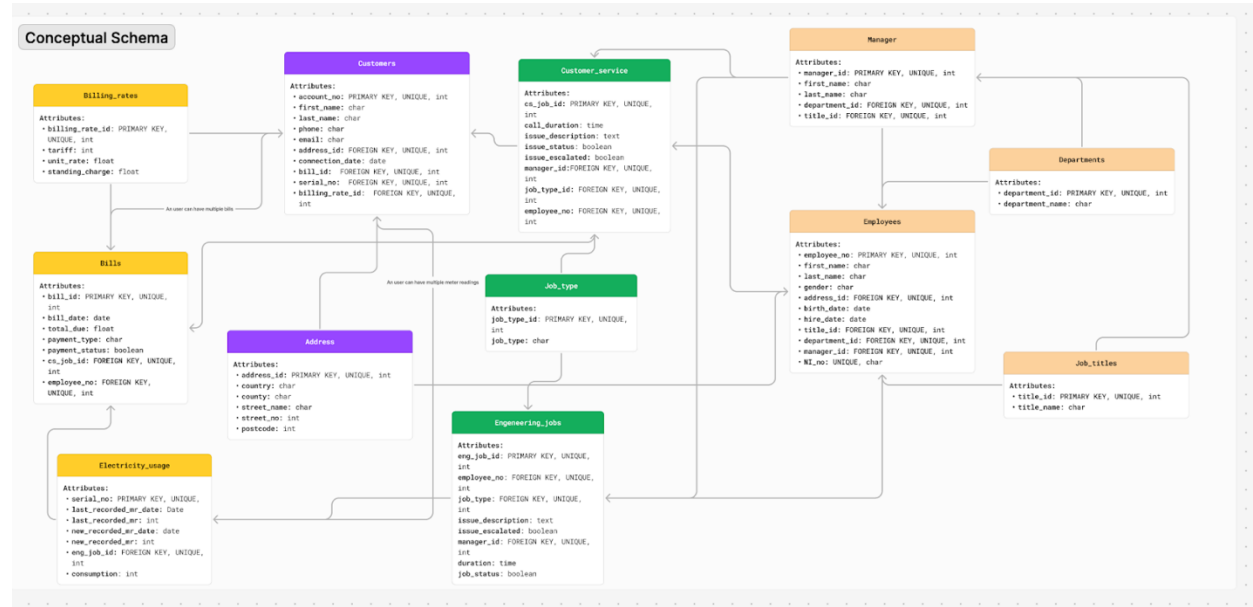 Conceptual Schema
Billing_rates
Attributes:
• billing_rate_id: PRIMARY KEY,
UNIQUE, int
• tariff: int
• unit_rate: float
• standing_charge: float
Customers
Attributes:
• account_no: PRIMARY KEY, UNIQUE, int
• first_name: char
• last_name: char
• phone: char
• email: char
• address_id: FOREIGN KEY, UNIQUE, int
• connection_date: date
• bill_id: FOREIGN KEY, UNIQUE, int
• serial_no: FOREIGN KEY, UNIQUE, int
• billing_rate_id: FOREIGN KEY, UNIQUE,
int
Customer_service
Attributes:
cs_job_id: PRIMARY KEY, UNIQUE,
int
call_duration: time
issue_description: text
issue_status: boolean
issue_escalated: boolean
manager_id:FOREIGN KEY, UNIQUE,
int
job_type_id: FOREIGN KEY, UNIQUE,
int
employee_no: FOREIGN KEY, UNIQUE,
int
Manager
Attributes:
• manager_id: PRIMARY KEY, UNIQUE, int
• first_name: char
• last_name: char
• department_id: FOREIGN KEY, UNIQUE, int
• title_id: FOREIGN KEY, UNIQUE, int
Departments
Attributes:
• department_id: PRIMARY KEY, UNIQUE, int
• department_name: char
An user can have multiple bills
Employees
Attributes:
• employee_no: PRIMARY KEY, UNIQUE, int
• first_name: char
• last_name: char
• gender: char
• address_id: FOREIGN KEY, UNIQUE, int
• birth_date: date
• hire_date: date
• title_id: FOREIGN KEY, UNIQUE, int
• department_id: FOREIGN KEY, UNIQUE, int
• manager_id: FOREIGN KEY, UNIQUE, int
• NI_no: UNIQUE, char
Bills
Attributes:
• bill_id: PRIMARY KEY, UNIQUE,
int
• bill_date: date
• total_due: float
• payment_type: char
• payment_status: boolean
• cs_job_id: FOREIGN KEY, UNIQUE,
int
• employee_no: FOREIGN KEY,
UNIQUE, int
An user can have multiple meter readings
Job_type
Attributes:
job_type_id: PRIMARY KEY, UNIQUE,
int
job_type: char
Address
Attributes:
• address_id: PRIMARY KEY, UNIQUE, int
• country: char
• county: char
• street_name: char
• street_no: int
• postcode: int
Job_titles
Attributes:
• title_id: PRIMARY KEY, UNIQUE, int
• title_name: char
Engeneering_jobs
Attributes:
eng_job_id: PRIMARY KEY, UNIQUE,
int
employee_no: FOREIGN KEY, UNIQUE,
int
job_type: FOREIGN KEY, UNIQUE,
int
issue_description: text
issue_escalated: boolean
manager_id: FOREIGN KEY, UNIQUE,
int
duration: time
job_status: boolean
Electricity_usage
Attributes:
• serial_no: PRIMARY KEY, UNIQUE,
• last_recorded_mr_date: Date
• last_recorded_mr: int
• new_recorded_mr_date: date
• new_recorded_mr: int
• eng_job_id: FOREIGN KEY, UNIQUE,
int
• consumption: int